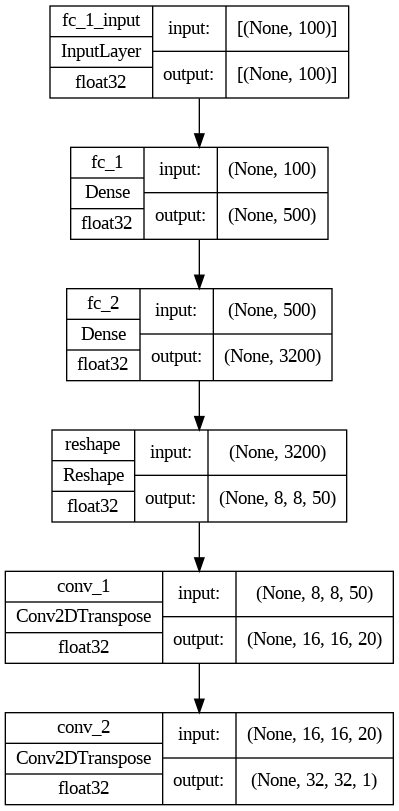 fc_1_input
InputLayer
float32
input:
[(None, 100)]
output:
[(None, 100)]
fc_1
Dense
float32
input:
(None, 100)
output:
(None, 500)
fc_2
Dense
float32
input:
(None, 500)
output:
(None, 3200)
reshape
Reshape
float32
input:
(None, 3200)
output:
(None, 8, 8, 50)
conv_1
Conv2DTranspose
float32
input:
(None, 8, 8, 50)
output:
(None, 16, 16, 20)
conv_2
Conv2DTranspose
float32
input:
(None, 16, 16, 20)
output:
(None, 32, 32, 1)